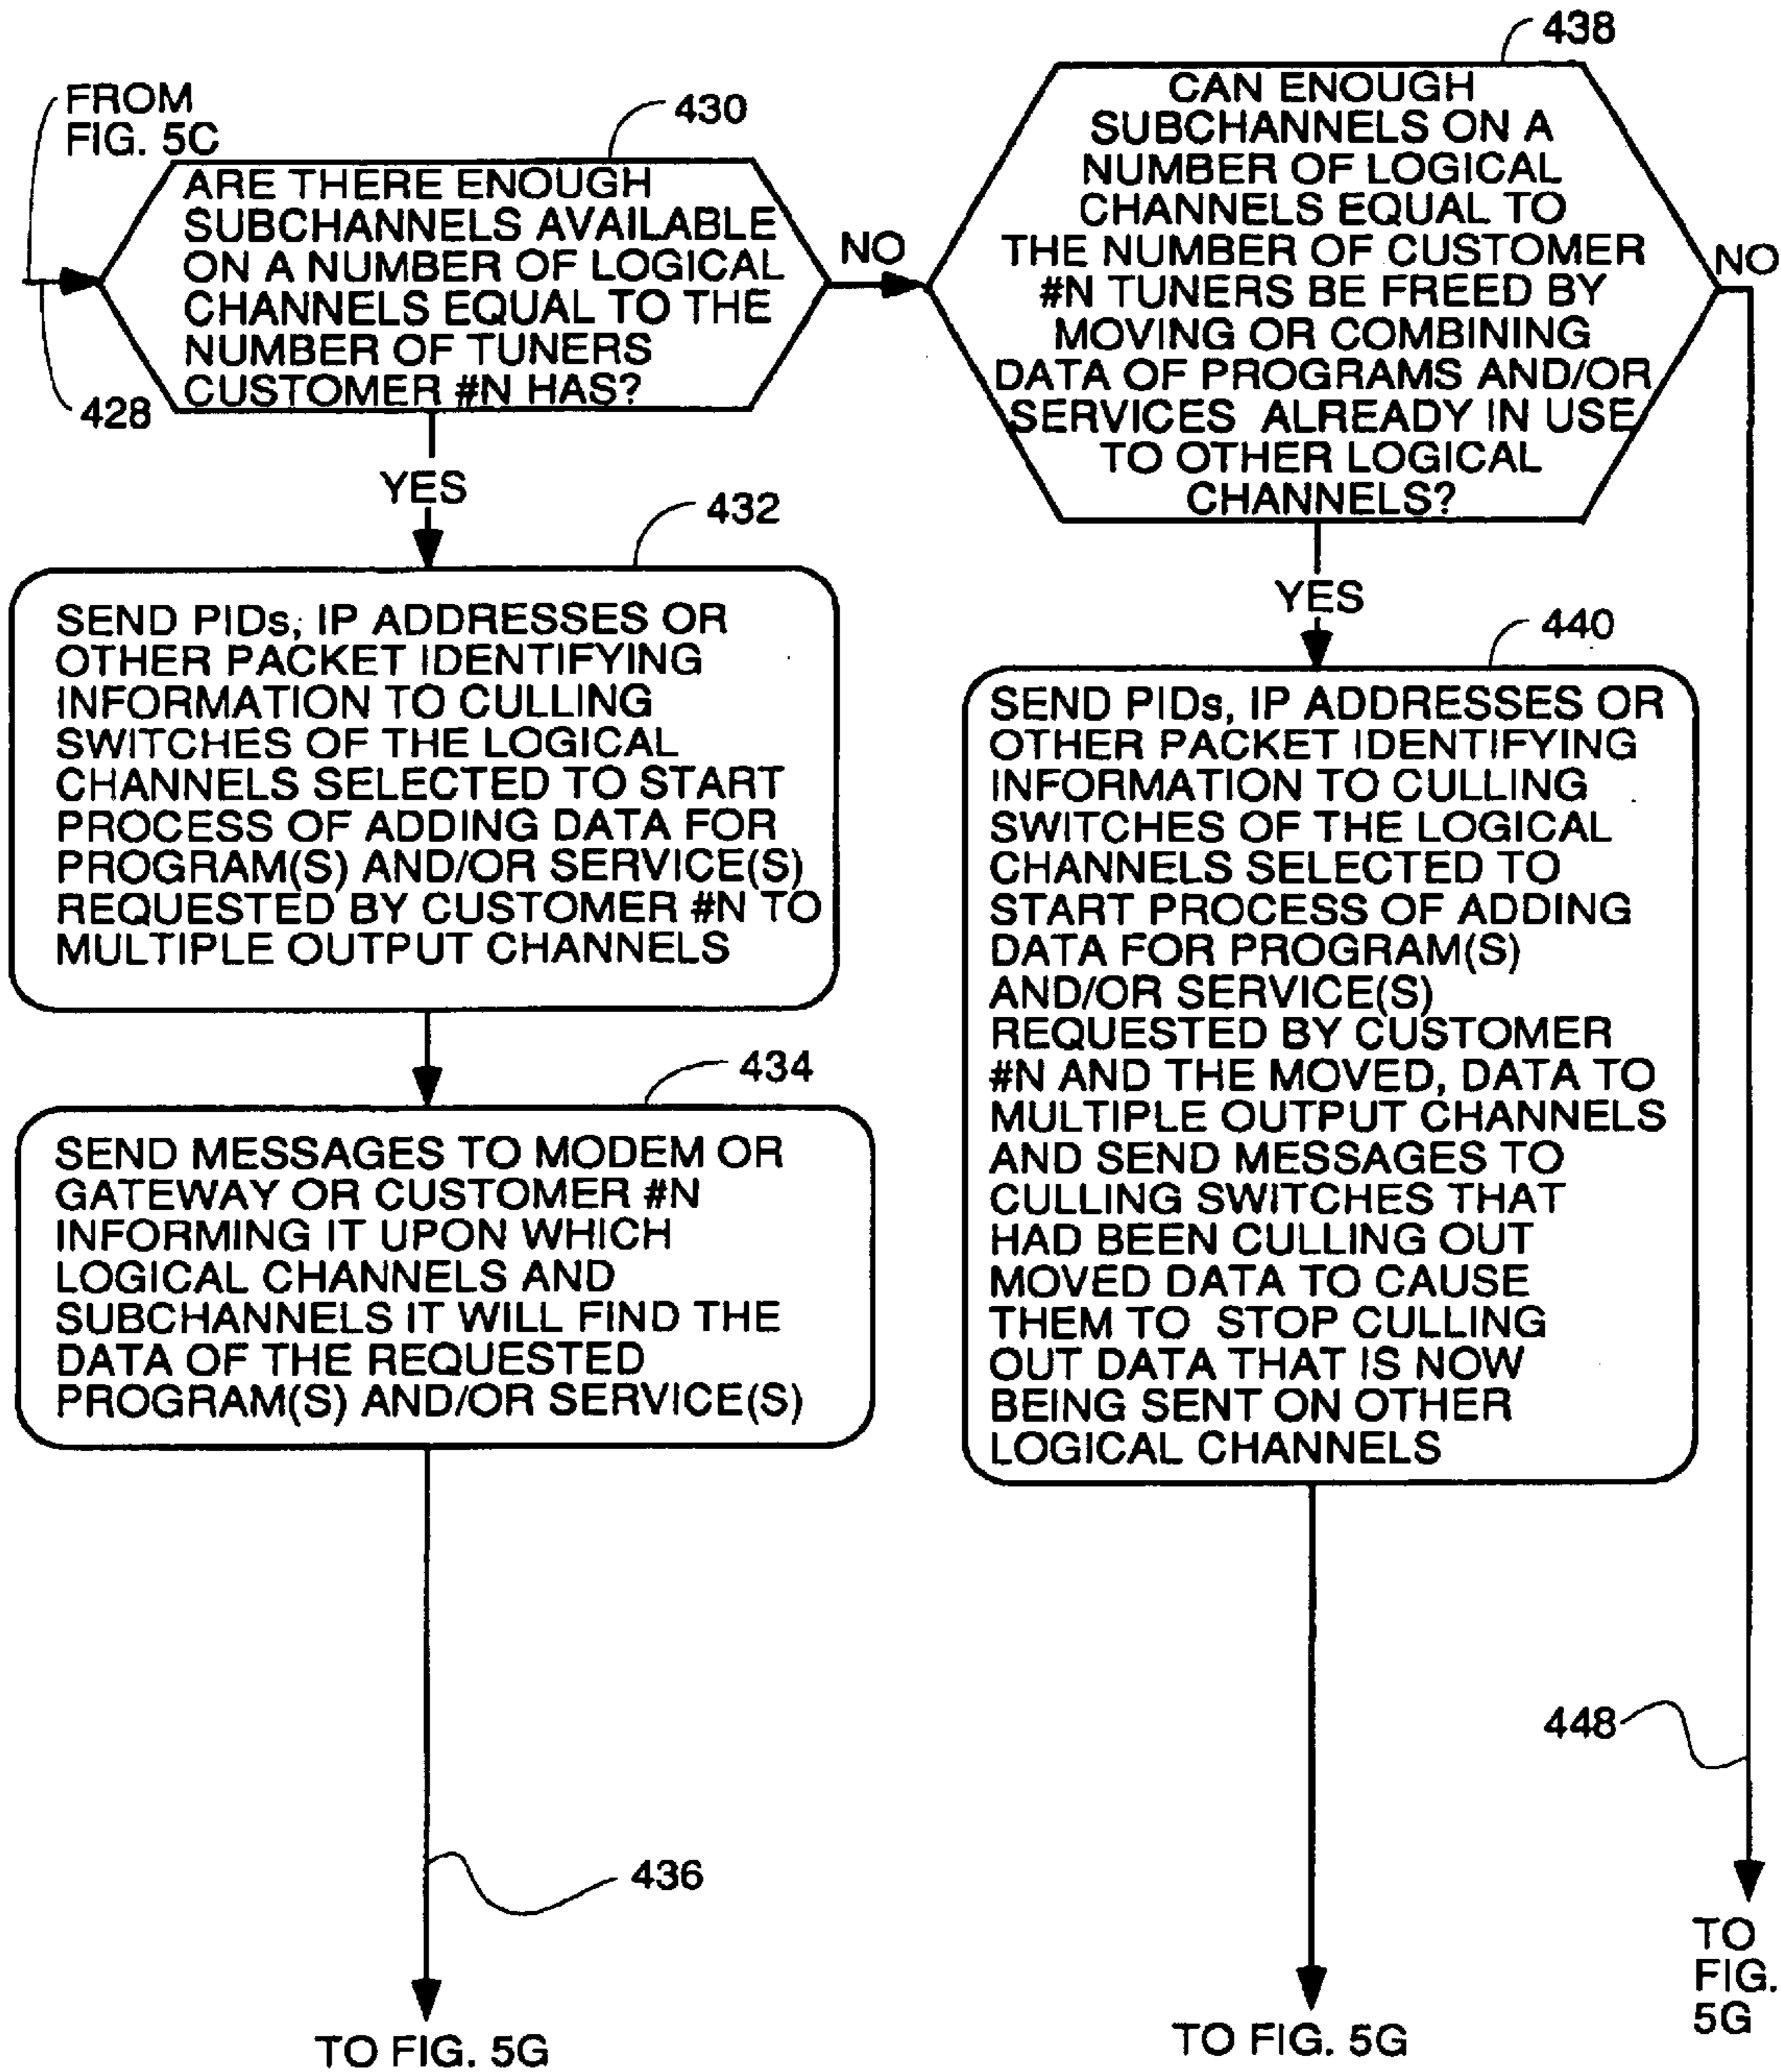 FROM
FIG. 5C
428
430
ARE THERE ENOUGH
SUBCHANNELS AVAILABLE
ON A NUMBER OF LOGICAL
CHANNELS EQUAL TO THE
NUMBER OF TUNERS
CUSTOMER #N HAS?
NO
YES
432
SEND PIDs, IP ADDRESSES OR
OTHER PACKET IDENTIFYING
INFORMATION TO CULLING
SWITCHES OF THE LOGICAL
CHANNELS SELECTED TO START
PROCESS OF ADDING DATA FOR
PROGRAM(S) AND/OR SERVICE(S)
REQUESTED BY CUSTOMER #N TO
MULTIPLE OUTPUT CHANNELS
434
SEND MESSAGES TO MODEM OR
GATEWAY OR CUSTOMER #N
INFORMING IT UPON WHICH
LOGICAL CHANNELS AND
SUBCHANNELS IT WILL FIND THE
DATA OF THE REQUESTED
PROGRAM(S) AND/OR SERVICE(S)
436
TO FIG. 5G
438
CAN ENOUGH
SUBCHANNELS ON A
NUMBER OF LOGICAL
CHANNELS EQUAL TO
THE NUMBER OF CUSTOMER
#N TUNERS BE FREED BY
MOVING OR COMBINING
DATA OF PROGRAMS AND/OR
SERVICES ALREADY IN USE
TO OTHER LOGICAL
CHANNELS?
NO
YES
440
SEND PIDs, IP ADDRESSES OR
OTHER PACKET IDENTIFYING
INFORMATION TO CULLING
SWITCHES OF THE LOGICAL
CHANNELS SELECTED TO
START PROCESS OF ADDING
DATA FOR PROGRAM(S)
AND/OR SERVICE(S)
REQUESTED BY CUSTOMER
#N AND THE MOVED, DATA TO
MULTIPLE OUTPUT CHANNELS
AND SEND MESSAGES TO
CULLING SWITCHES THAT
HAD BEEN CULLING OUT
MOVED DATA TO CAUSE
THEM TO STOP CULLING
OUT DATA THAT IS NOW
BEING SENT ON OTHER
LOGICAL CHANNELS
TO FIG. 5G
448
TO
FIG.
5G